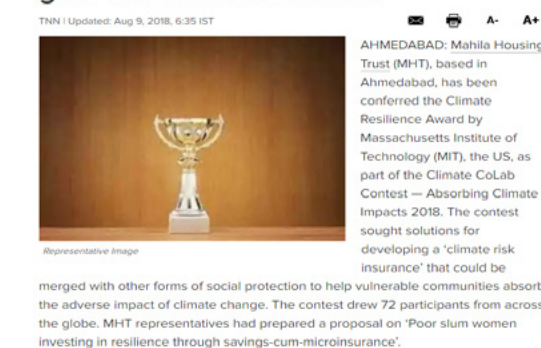 TNN | Updated: Aug 9, 2018, 6:35 IST
A- A+
AHMEDABAD: Mahila Housing
Trust (MHT), based in
Ahmedabad, has been
conferred the Climate
Resilience Award by
Massachusetts Institute of
Technology (MIT), the US, as
part of the Climate CoLab
Contest — Absorbing Climate
Impacts 2018. The contest
sought solutions for
developing a 'climate risk
insurance' that could be
Representative Image
merged with other forms of social protection to help vulnerable communities absorb
the adverse impact of climate change. The contest drew 72 participants from across
the globe. MHT representatives had prepared a proposal on 'Poor slum women
investing in resilience through savings-cum-microinsurance'.